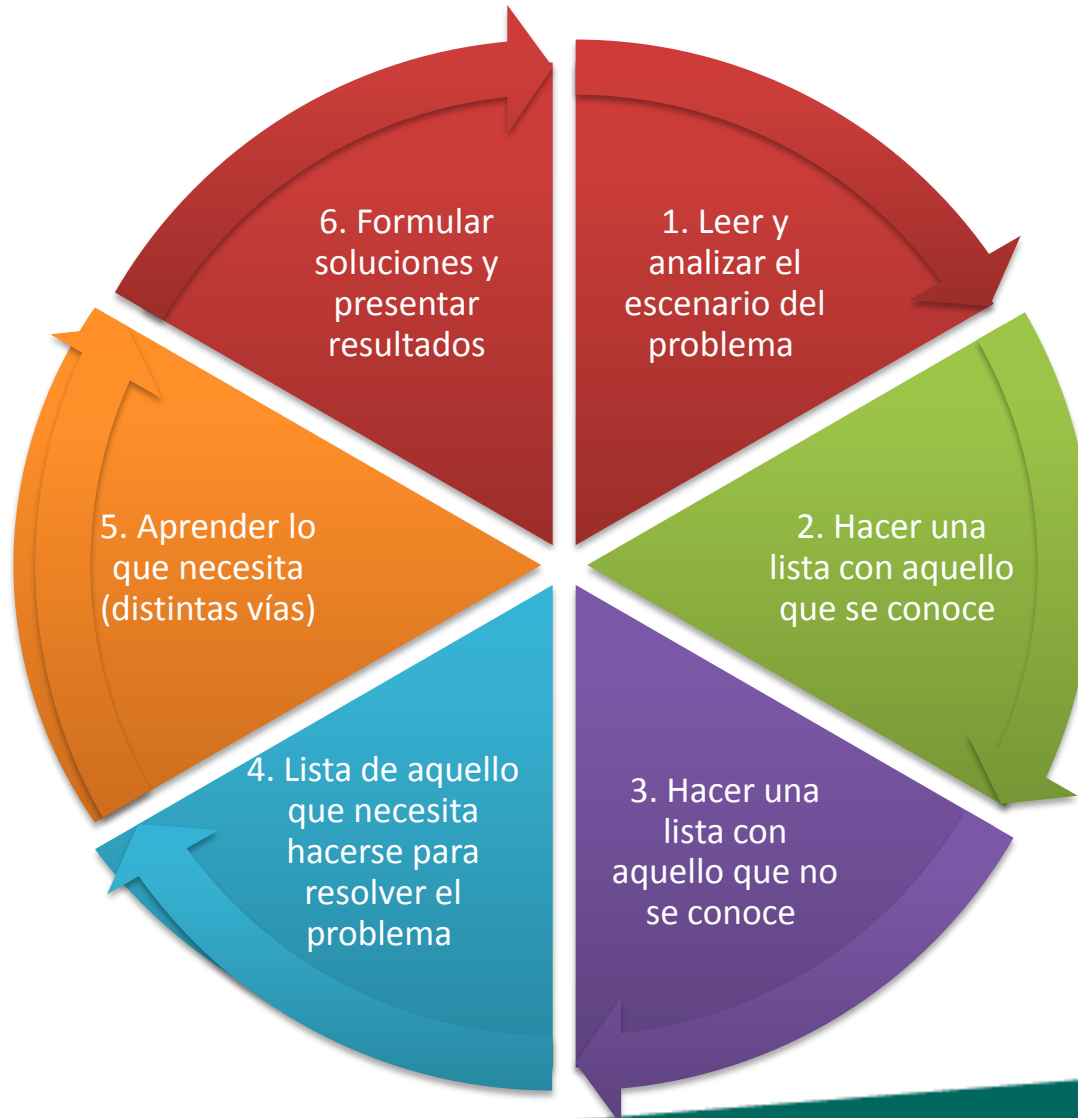 1. Leer y
analizar el
escenario del
problema
2. Hacer una
lista con aquello
que se conoce
3. Hacer una
lista con
aquello que no
se conoce
4. Lista de aquello
que necesita
hacerse para
resolver el
problema
5. Aprender lo
que necesita
(distintas vías)
6. Formular
soluciones y
presentar
resultados